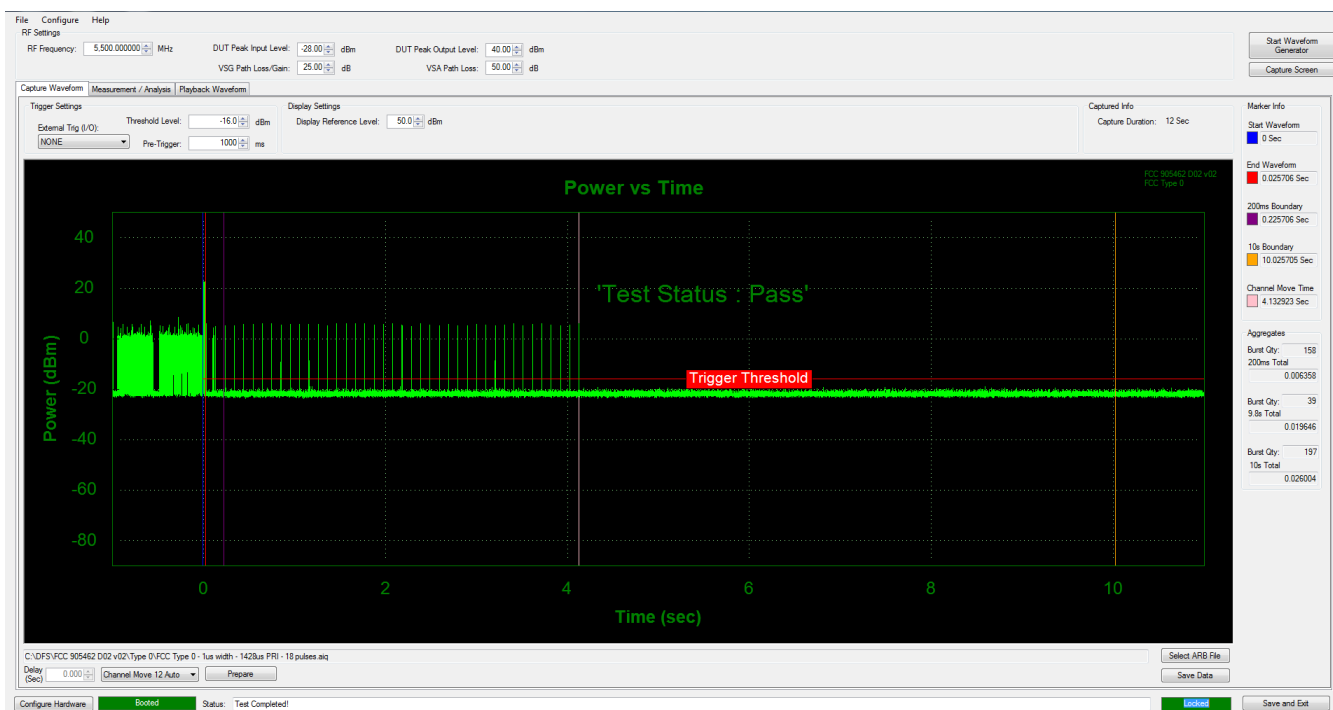 File Configure Help
RF Settings
RF Frequency: 5,500.000000 MHz DUT Peak Input Level: -28.00 dBm DUT Peak Output Level: 40.00 dBm
VSG Path Loss/Gain: 25.00 dB VSA Path Loss: 50.00 dB
Start Waveform
Generator
Capture Screen
Capture Waveform Measurement / Analysis Playback Waveform
Trigger Settings
External Trig (I/O):
NONE
Threshold Level: -16.0 dBm
Pre-Trigger: 1000 ms
Display Settings
Display Reference Level: 50.0 dBm
Captured Info
Capture Duration: 12 Sec
Marker Info
Start Waveform
0 Sec
End Waveform
0.025706 Sec
200ms Boundary
0.225706 Sec
10s Boundary
10.025705 Sec
Channel Move Time
4.132923 Sec
Aggregates
Burst Qty: 158
200ms Total
0.006358
Burst Qty: 39
9.8s Total
0.019646
Burst Qty: 197
10s Total
0.026004
Power vs Time
FCC 905462 D02 v02
FCC Type 0
'Test Status : Pass'
Trigger Threshold
Power (dBm)
40
20
0
-20
-40
-60
-80
0 2 4 6 8 10
Time (sec)
C:\DFS\FCC 905462 D02 v02\Type 0\FCC Type 0 - 1us width - 1428us PRI - 18 pulses.aiq
Select ARB File
Delay
(Sec) 0.000 Channel Move 12 Auto Prepare
Save Data
Configure Hardware Booted Status: Test Completed! Locked Save and Exit